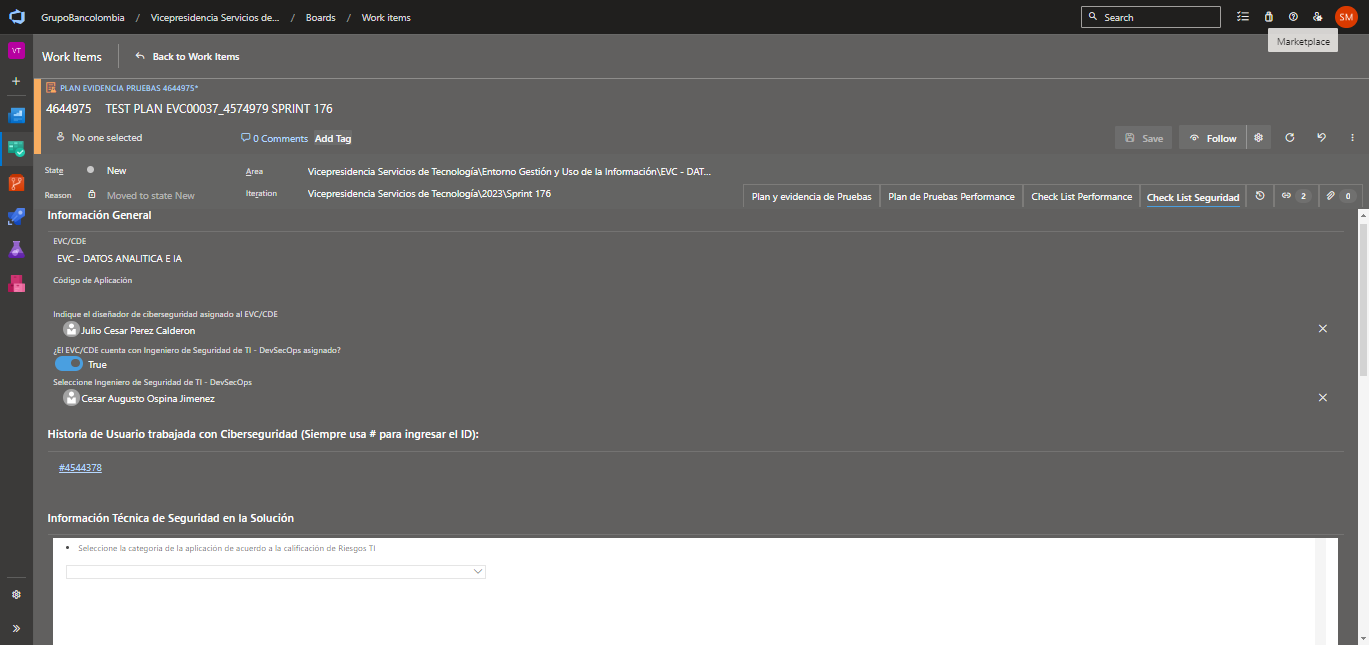 GrupoBancolombia / Vicepresidencia Servicios de... / Boards / Work items
Search
SM
Marketplace
VT
Work Items
Back to Work Items
PLAN EVIDENCIA PRUEBAS 4644975*
4644975 TEST PLAN EVC00037_4574979 SPRINT 176
No one selected
0 Comments
Add Tag
Save
Follow
State
New
Area
Vicepresidencia Servicios de Tecnología\Entorno Gestión y Uso de la Información\EVC - DAT...
Reason
Moved to state New
Iteration
Vicepresidencia Servicios de Tecnología\2023\Sprint 176
Plan y evidencia de Pruebas
Plan de Pruebas Performance
Check List Performance
Check List Seguridad
2
0
Información General
EVC/CDE
EVC - DATOS ANALITICA E IA
Código de Aplicación
Indique el diseñador de ciberseguridad asignado al EVC/CDE
Julio Cesar Perez Calderon
¿El EVC/CDE cuenta con Ingeniero de Seguridad de TI - DevSecOps asignado?
True
Seleccione Ingeniero de Seguridad de TI - DevSecOps
Cesar Augusto Ospina Jimenez
Historia de Usuario trabajada con Ciberseguridad (Siempre usa # para ingresar el ID):
#4544378
Información Técnica de Seguridad en la Solución
• Seleccione la categoria de la aplicación de acuerdo a la calificación de Riesgos TI